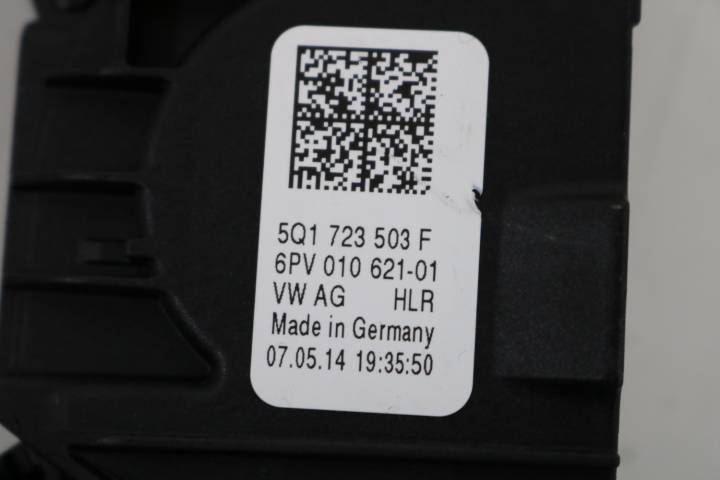 5Q1 723 503 F
6PV 010 621-01
VW AG HLR
Made in Germany
07.05.14 19:35:50